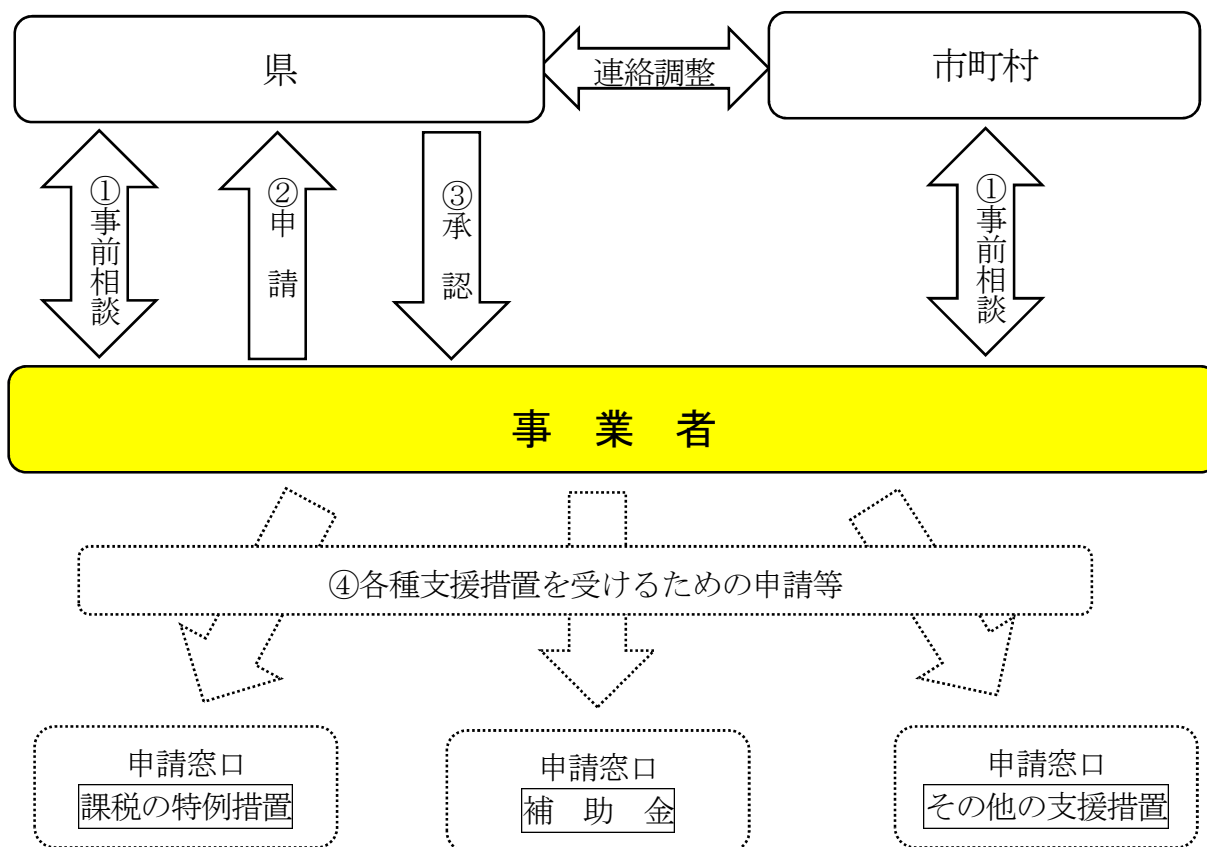 県
連絡調整
市町村
①事前相談
②申　請
③承　認
①事前相談
事　業　者
④各種支援措置を受けるための申請等
申請窓口
課税の特例措置
申請窓口
補　助　金
申請窓口
その他の支援措置